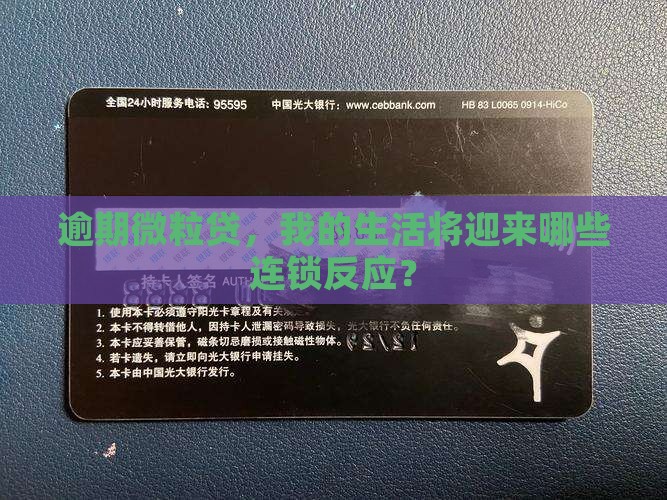 全国24小时服务电话: 95595 中国光大银行: www.cebbank.com HB 83 L0065 0914-HiCo
逾期微粒贷，我的生活将迎来哪些
连锁反应？
持卡人签名 AUTH
1. 使用本卡必须遵守阳光卡章程及有关
2. 本卡不得转借他人，因持卡人泄漏密码导致损失，光大银行不负任何责任。
3. 本卡应妥善保管，磁条切忌磨损或接触磁性物体。
4. 若卡遗失，请立即向光大银行申请挂失。
5. 本卡由中国光大银行发行。